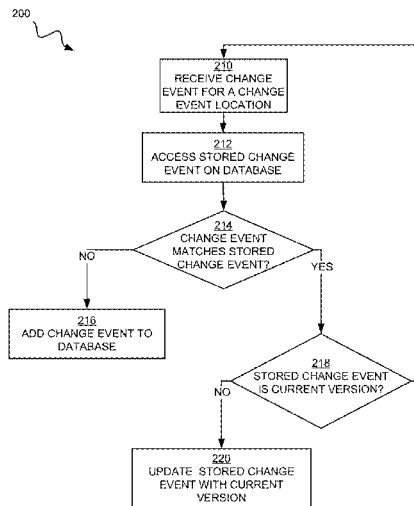 200
210
RECEIVE CHANGE
EVENT FOR A CHANGE
EVENT LOCATION
212
ACCESS STORED CHANGE
EVENT ON DATABASE
214
CHANGE EVENT
MATCHES STORED
CHANGE EVENT?
NO
YES
216
ADD CHANGE EVENT TO
DATABASE
218
STORED CHANGE EVENT
IS CURRENT VERSION?
NO
220
UPDATE STORED CHANGE
EVENT WITH CURRENT
VERSION